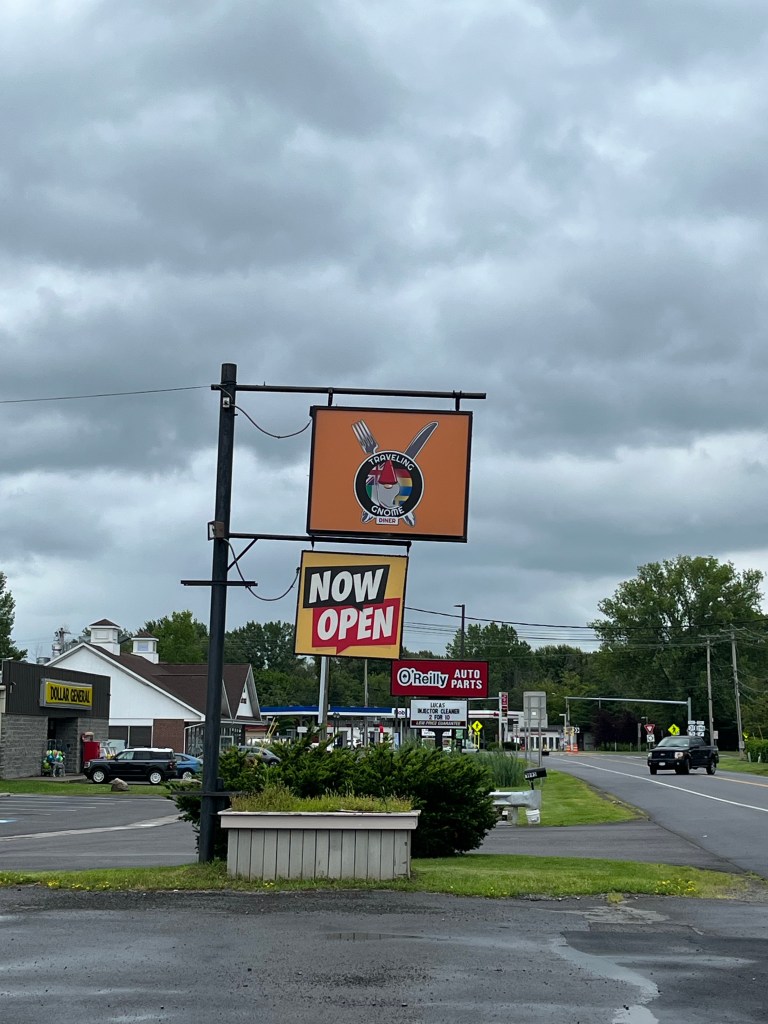 TRAVELING
GNOME
DINER
NOW
OPEN
O'Reilly AUTO
PARTS
LUCAS
INJECTOR CLEANER
2 FOR 10
LOW PRICE GUARANTEE
DOLLAR GENERAL